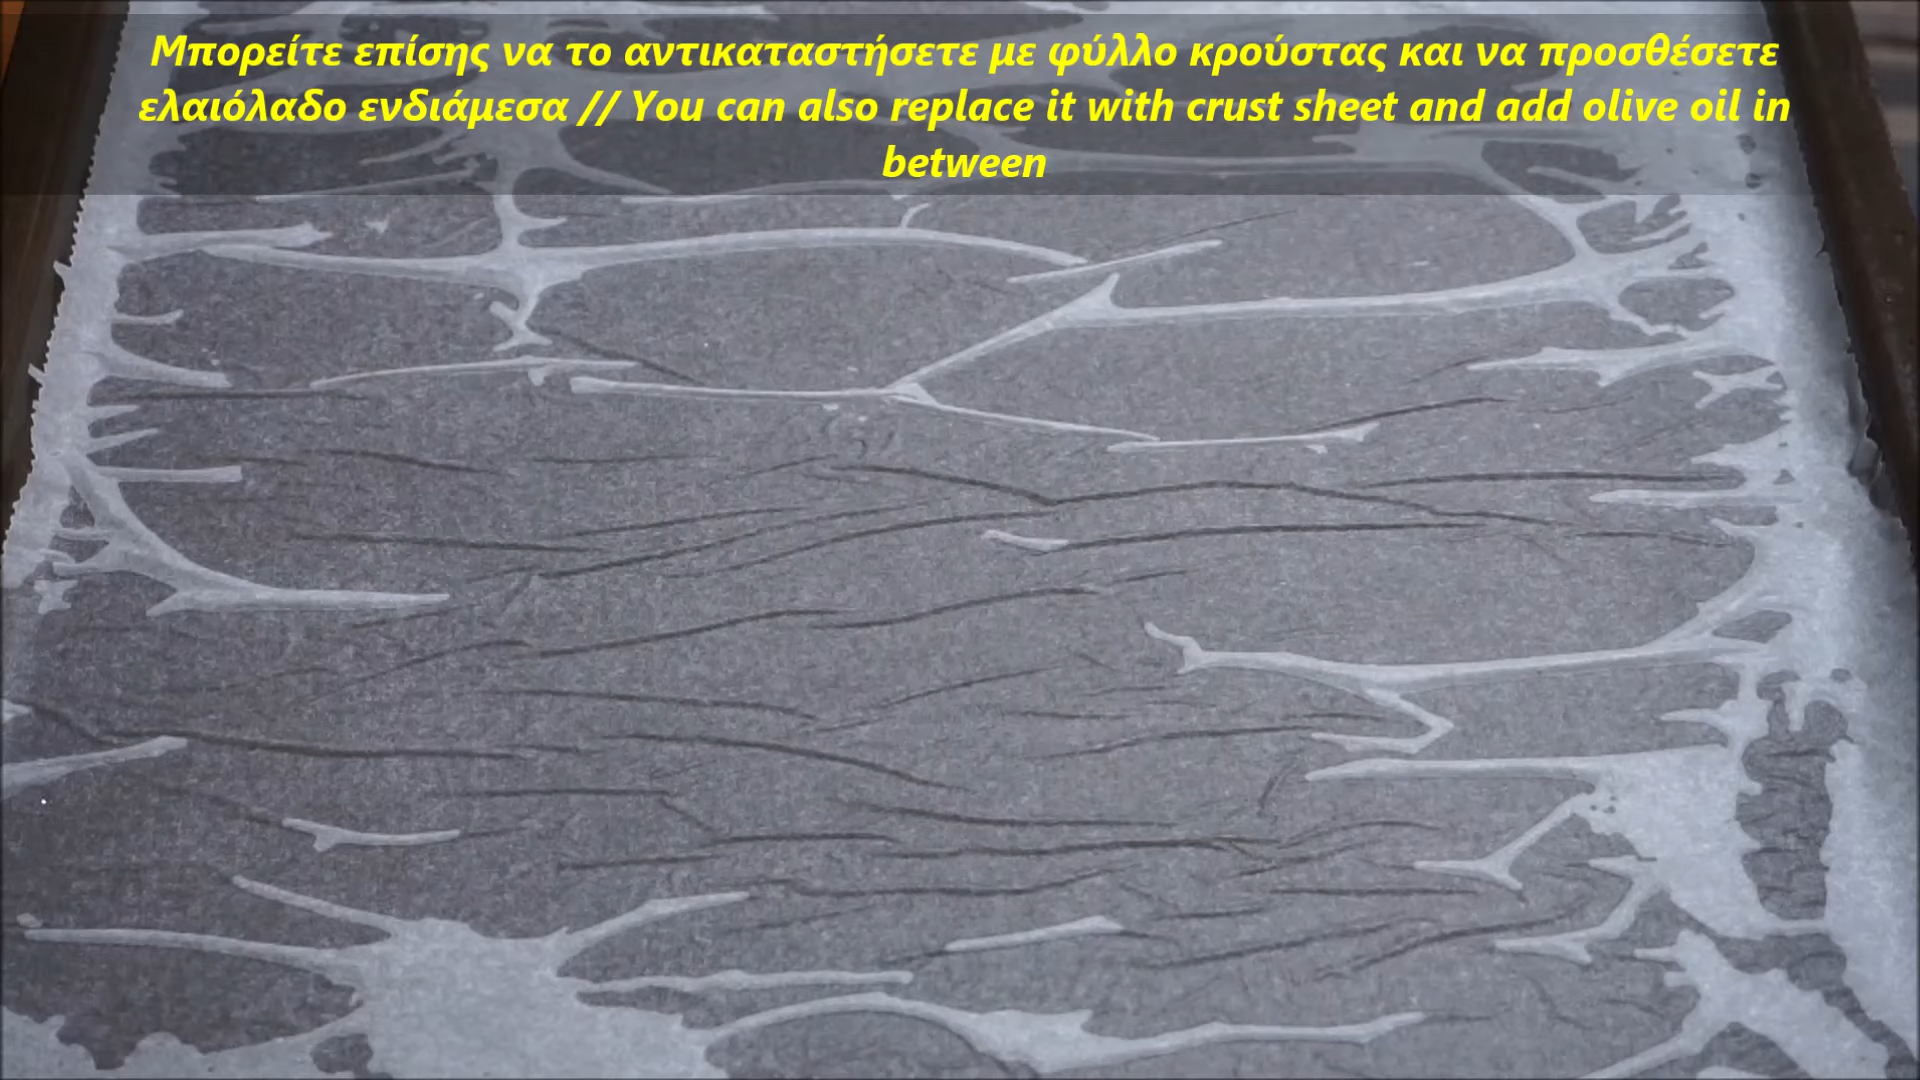 Μπορείτε επίσης να το αντικαταστήσετε με φύλλο κρούστας και να προσθέσετε
ελαιόλαδο ενδιάμεσα // You can also replace it with crust sheet and add olive oil in
between